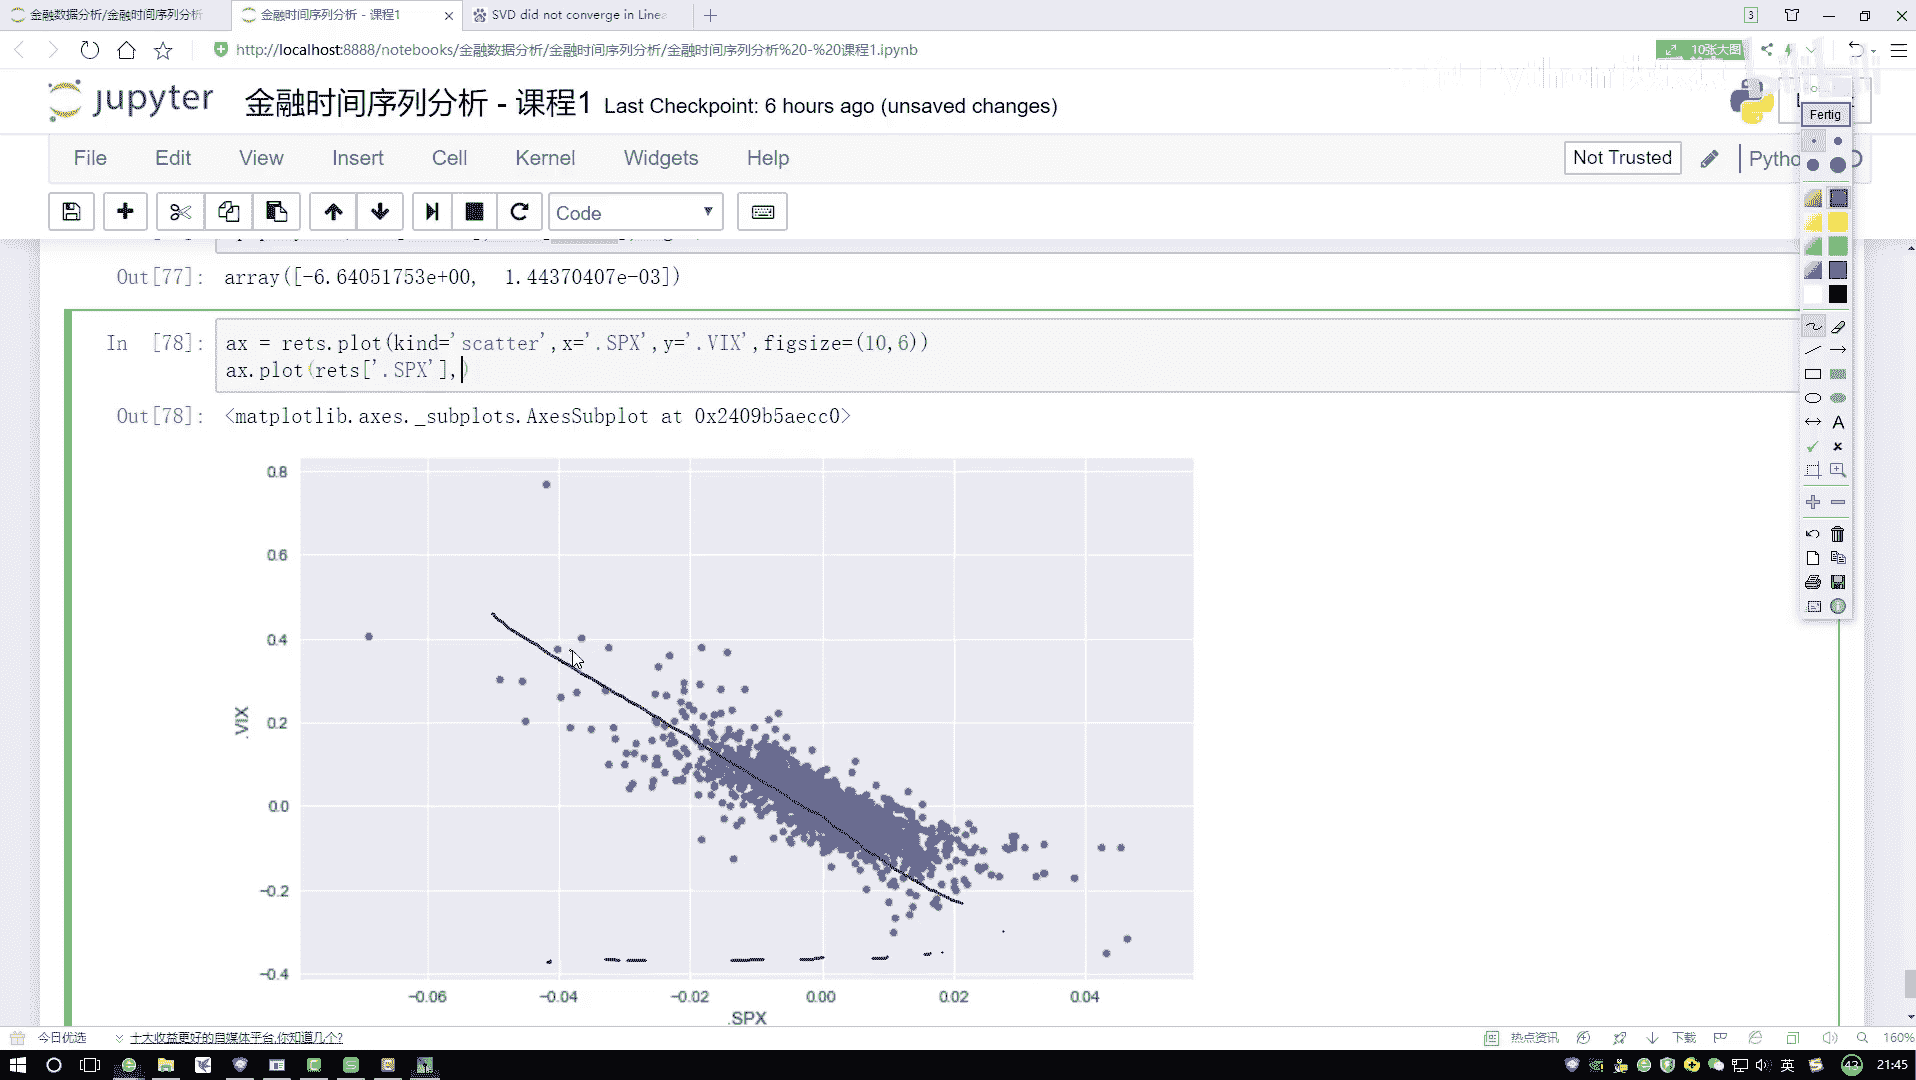 金融数据分析/金融时间序列分析
金融时间序列分析 - 课程1
SVD did not converge in Linea
3
http://localhost:8888/notebooks/金融数据分析/金融时间序列分析/金融时间序列分析%20-%20课程1.ipynb
10张大图
jupyter 金融时间序列分析 - 课程1 Last Checkpoint: 6 hours ago (unsaved changes)
Fertig
File Edit View Insert Cell Kernel Widgets Help
Not Trusted
Pytho
Code
Out[77]: array([-6.64051753e+00, 1.44370407e-03])
In [78]: ax = rets.plot(kind='scatter',x='.SPX',y='.VIX',figsize=(10,6))
ax.plot(rets['.SPX'],)
Out[78]: <matplotlib.axes._subplots.AxesSubplot at 0x2409b5aecc0>
0.8
0.6
0.4
0.2
0.0
−0.2
−0.4
.VIX
−0.06 −0.04 −0.02 0.00 0.02 0.04
.SPX
今日优选
十大收益更好的自媒体平台,你知道几个?
热点资讯
下载
160%
英
43
21:45